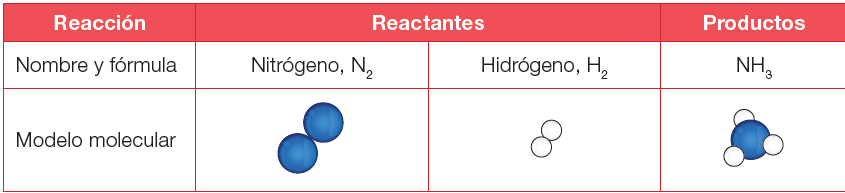 Reacción Reactantes Productos
Nombre y fórmula Nitrógeno, N₂ Hidrógeno, H₂ NH₃
Modelo molecular